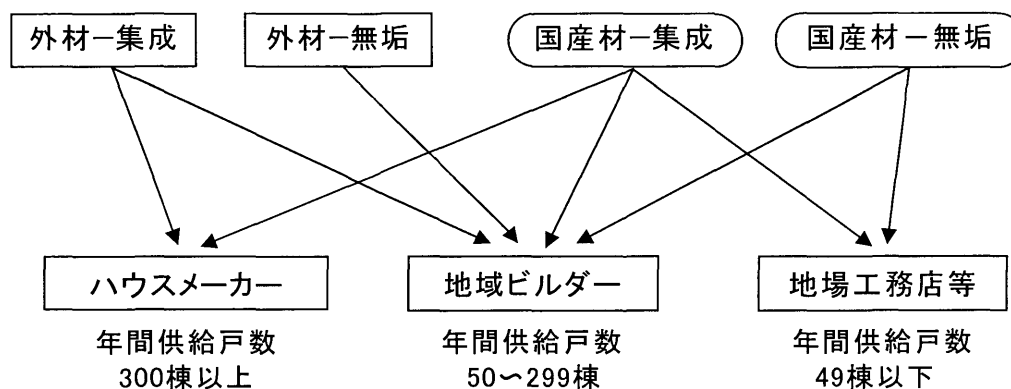 外材－集成
外材－無垢
国産材－集成
国産材－無垢
ハウスメーカー
地域ビルダー
地場工務店等
年間供給戸数
300棟以上
年間供給戸数
50～299棟
年間供給戸数
49棟以下